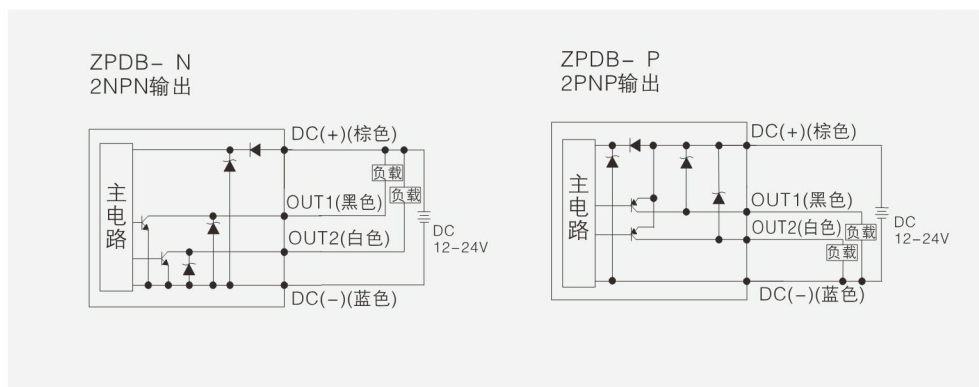 ZPDB- N
2NPN输出
DC(+)(棕色)
负载
负载
主电路
OUT1(黑色)
OUT2(白色)
DC
12-24V
DC(-)(蓝色)
ZPDB- P
2PNP输出
DC(+)(棕色)
主电路
OUT1(黑色)
OUT2(白色)
负载
负载
DC
12-24V
DC(-)(蓝色)